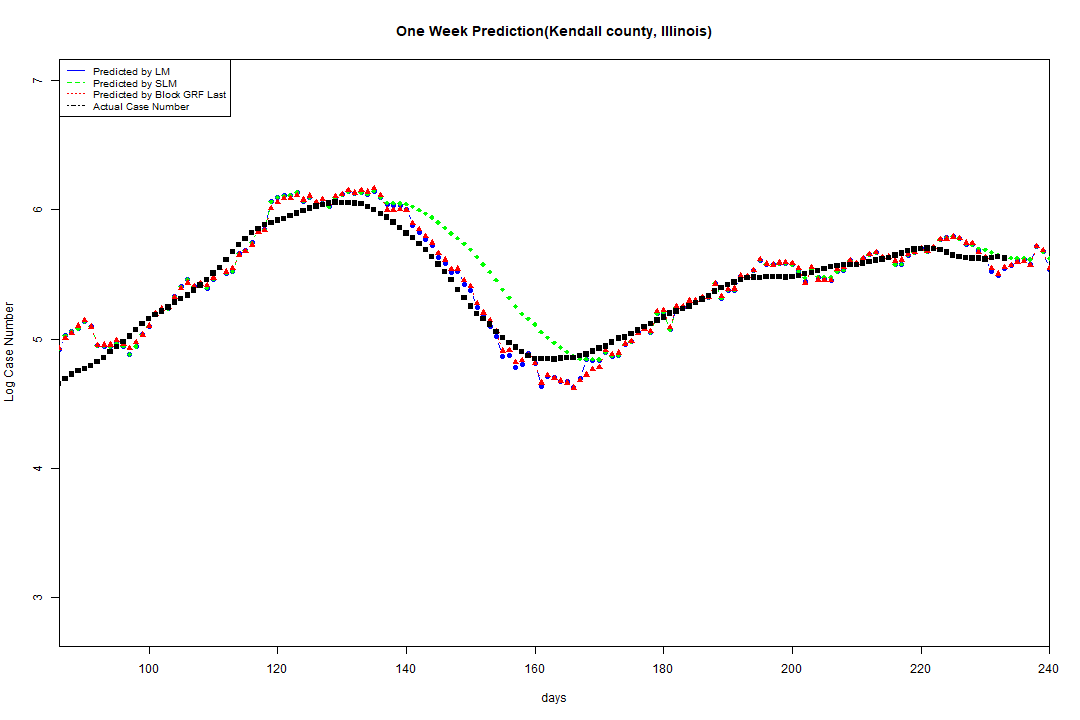 One Week Prediction(Kendall county, Illinois)
Predicted by LM
Predicted by SLM
Predicted by Block GRF Last
Actual Case Number
7
6
5
4
3
Log Case Number
100 120 140 160 180 200 220 240
days